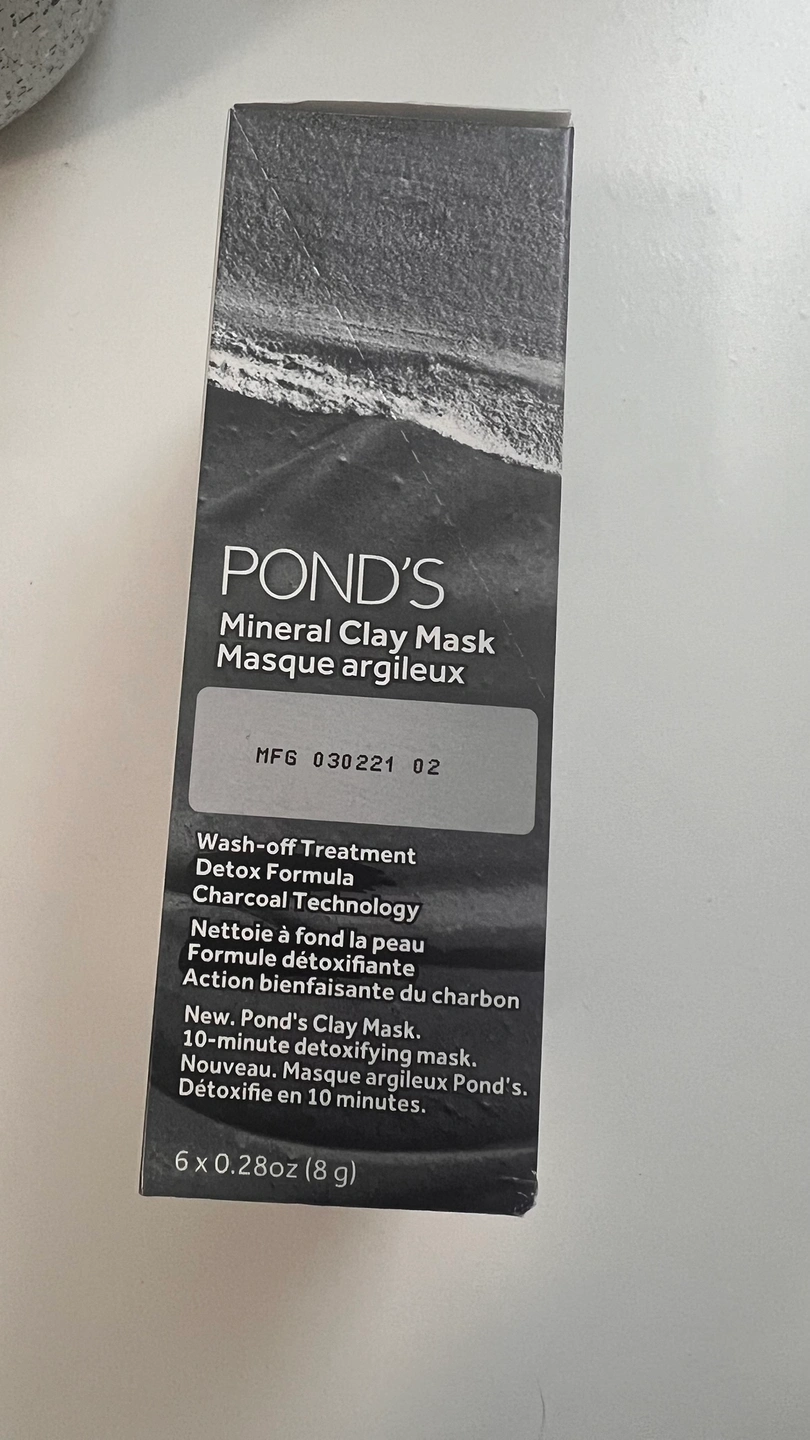 POND'S
Mineral Clay Mask
Masque argileux
MFG 030221 02
Wash-off Treatment
Detox Formula
Charcoal Technology
Nettoie à fond la peau
Formule détoxifiante
Action bienfaisante du charbon
New. Pond's Clay Mask.
10-minute detoxifying mask.
Nouveau. Masque argileux Pond's.
Détoxifie en 10 minutes.
6 x 0.28oz (8 g)